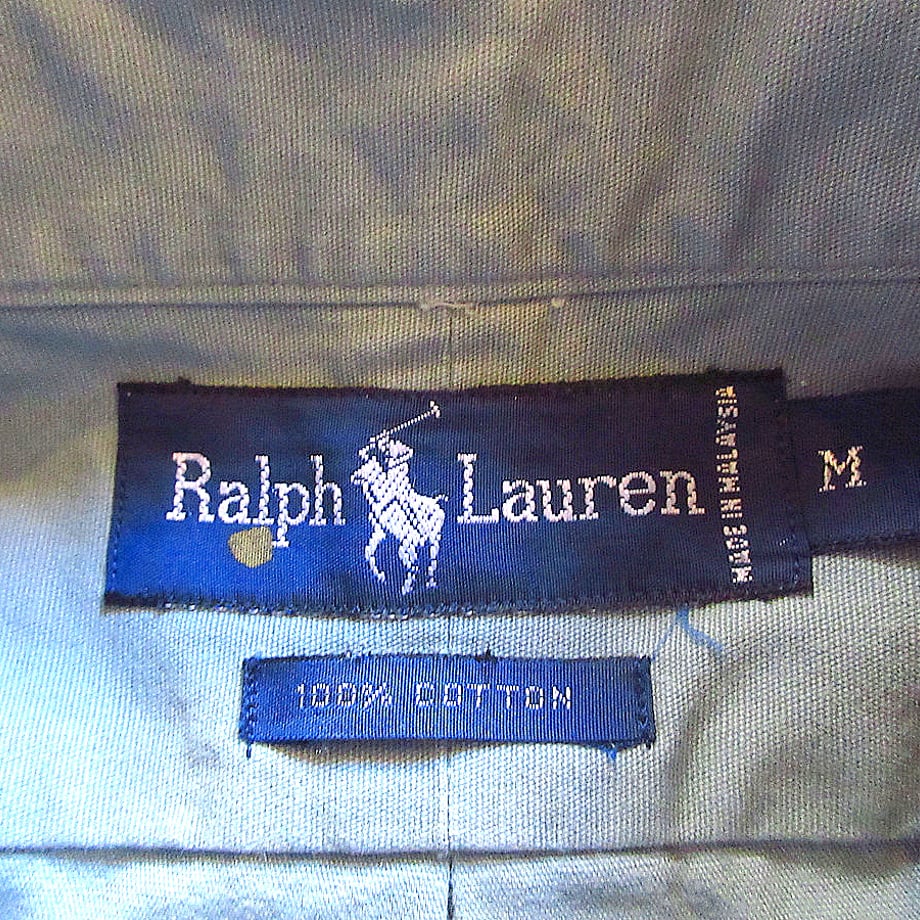 Ralph Lauren
MADE IN MALAYSIA
M
100% COTTON